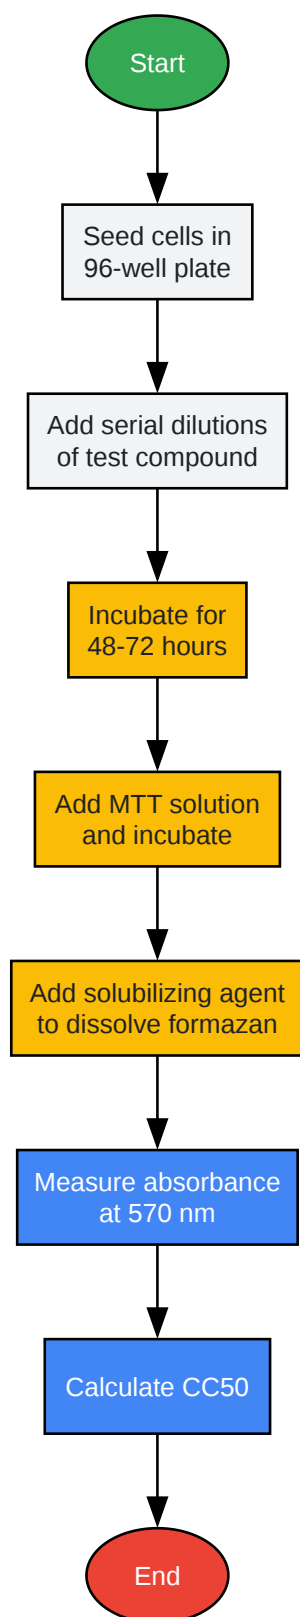 Start
Seed cells in
96-well plate
Add serial dilutions
of test compound
Incubate for
48-72 hours
Add MTT solution
and incubate
Add solubilizing agent
to dissolve formazan
Measure absorbance
at 570 nm
Calculate CC50
End